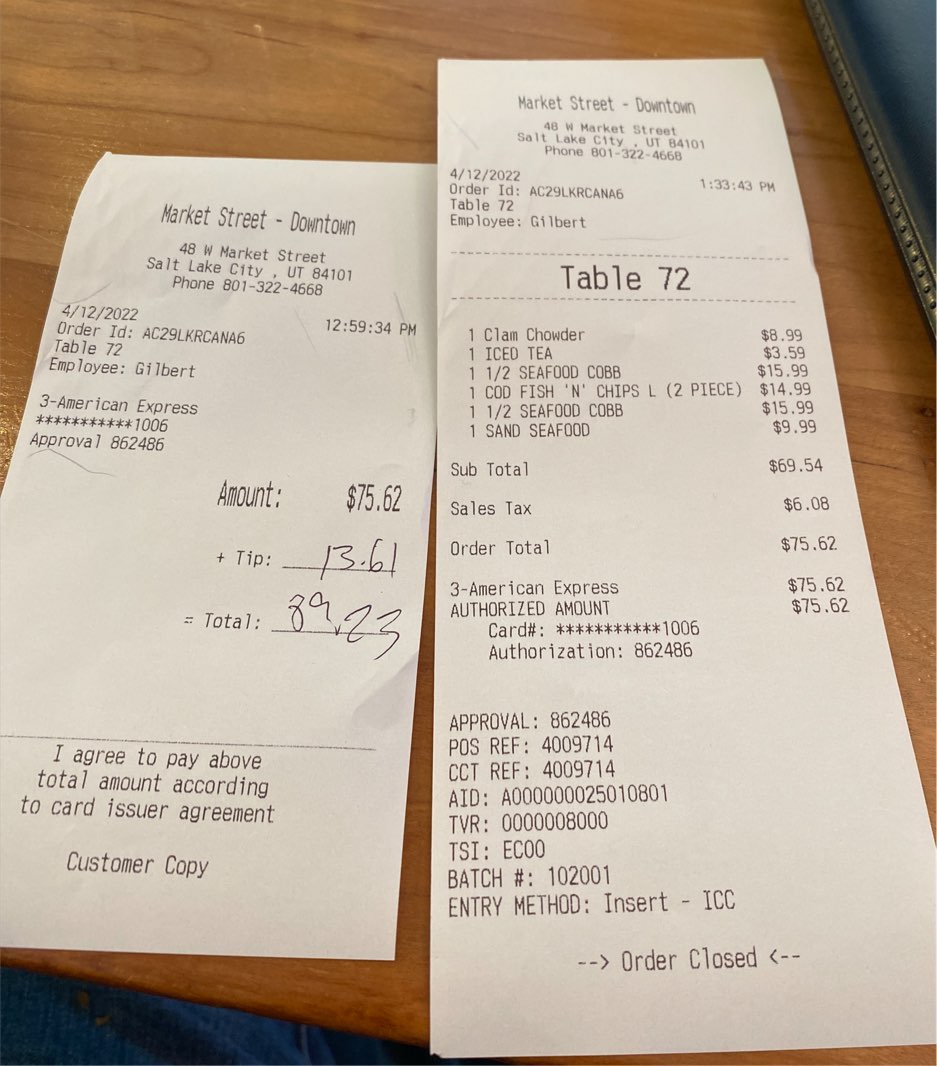 Market Street - Downtown
48 W Market Street
Salt Lake City , UT 84101
Phone 801-322-4668
4/12/2022 12:59:34 PM
Order Id: AC29LKRCANA6
Table 72
Employee: Gilbert
3-American Express
***********1006
Approval 862486
Amount: $75.62
+ Tip: 13.61
= Total: 89.23
I agree to pay above
total amount according
to card issuer agreement
Customer Copy
Market Street - Downtown
48 W Market Street
Salt Lake City , UT 84101
Phone 801-322-4668
4/12/2022 1:33:43 PM
Order Id: AC29LKRCANA6
Table 72
Employee: Gilbert
Table 72
1 Clam Chowder $8.99
1 ICED TEA $3.59
1 1/2 SEAFOOD COBB $15.99
1 COD FISH 'N' CHIPS L (2 PIECE) $14.99
1 1/2 SEAFOOD COBB $15.99
1 SAND SEAFOOD $9.99
Sub Total $69.54
Sales Tax $6.08
Order Total $75.62
3-American Express $75.62
AUTHORIZED AMOUNT $75.62
Card#: ***********1006
Authorization: 862486
APPROVAL: 862486
POS REF: 4009714
CCT REF: 4009714
AID: A000000025010801
TVR: 0000008000
TSI: EC00
BATCH #: 102001
ENTRY METHOD: Insert - ICC
--> Order Closed <--